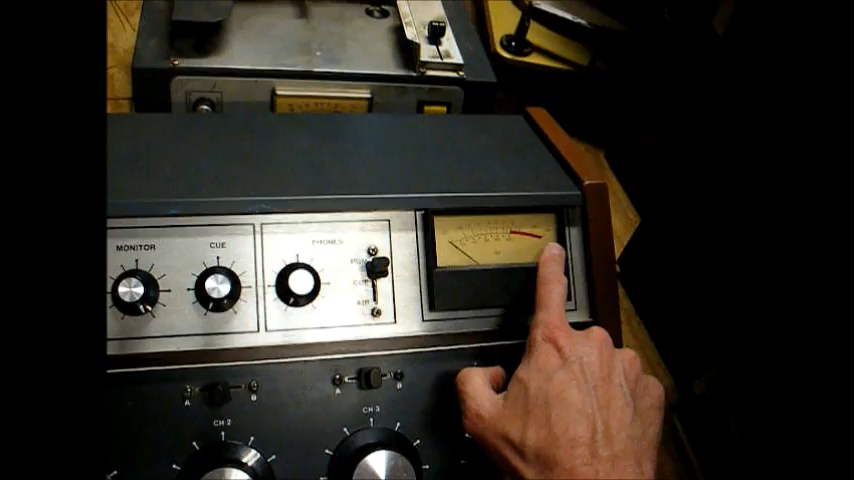 MONITOR
CUE
PHONES
PGM
CUE
AIR
A
B
A
B
CH-2
CH-3